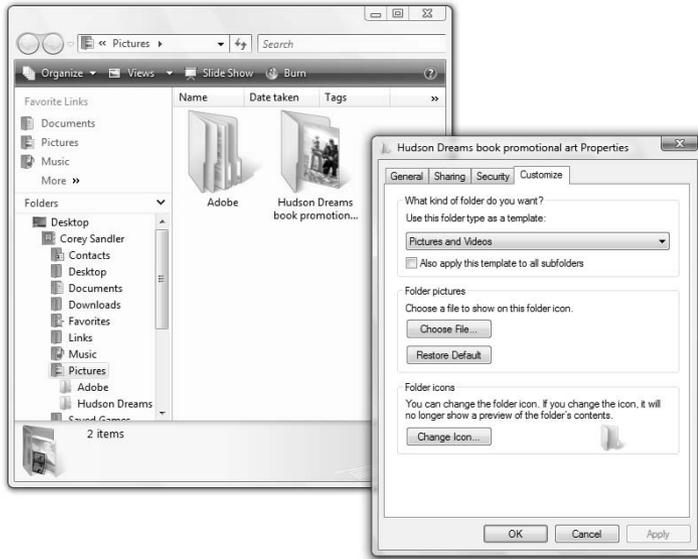 « Pictures
Search
Organize Views Slide Show Burn
Favorite Links
Documents
Pictures
Music
More »
Folders
Desktop
Corey Sandler
Contacts
Desktop
Documents
Downloads
Favorites
Links
Music
Pictures
Adobe
Hudson Dreams
Saved Games
Name Date taken Tags »
Adobe
Hudson Dreams
book promotion...
2 items
Hudson Dreams book promotional art Properties
General Sharing Security Customize
What kind of folder do you want?
Use this folder type as a template:
Pictures and Videos
Also apply this template to all subfolders
Folder pictures
Choose a file to show on this folder icon.
Choose File...
Restore Default
Folder icons
You can change the folder icon. If you change the icon, it will
no longer show a preview of the folder's contents.
Change Icon...
OK Cancel Apply